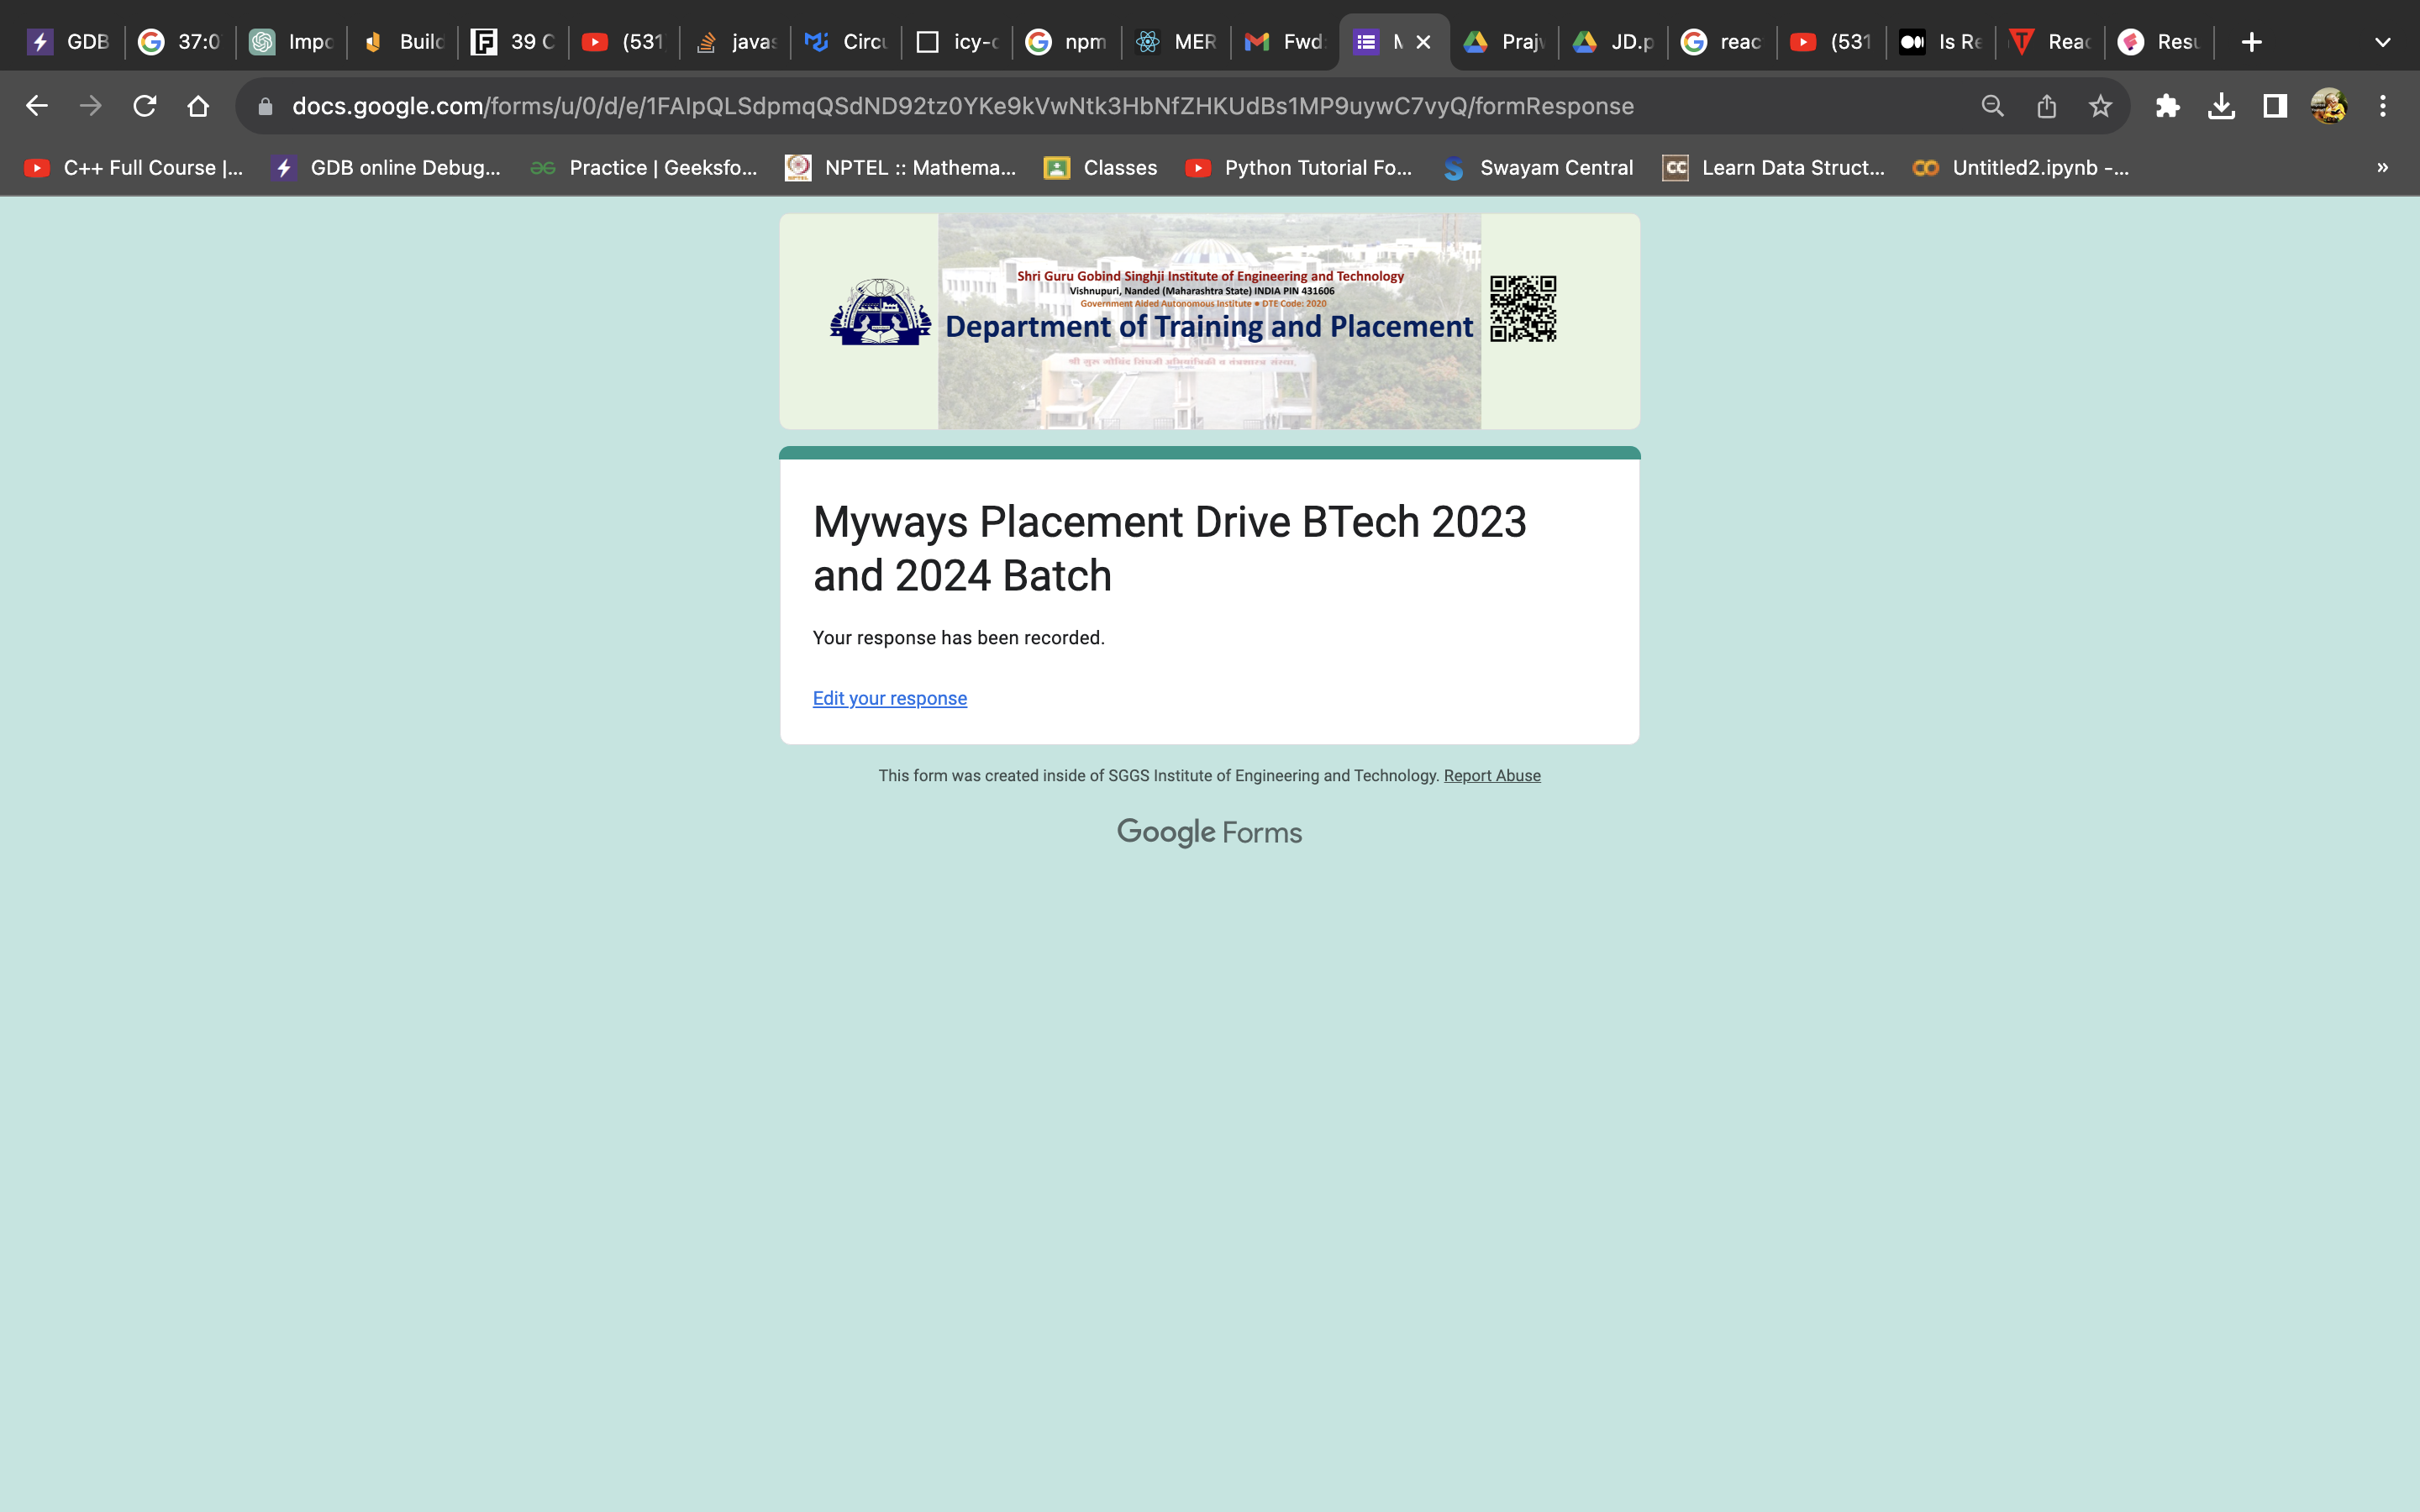 GDB
37:0
Impo
Build
39 C
(531
javas
Circu
icy-c
npm
MER
Fwd:
Prajw
JD.p
reac
(531
Is Re
Reac
Resu
docs.google.com/forms/u/0/d/e/1FAIpQLSdpmqQSdND92tz0YKe9kVwNtk3HbNfZHKUdBs1MP9uywC7vyQ/formResponse
C++ Full Course |...
GDB online Debug...
Practice | Geeksfo...
NPTEL :: Mathema...
Classes
Python Tutorial Fo...
Swayam Central
Learn Data Struct...
Untitled2.ipynb -...
Shri Guru Gobind Singhji Institute of Engineering and Technology
Vishnupuri, Nanded (Maharashtra State) INDIA PIN 431606
Government Aided Autonomous Institute ● DTE Code: 2020
Department of Training and Placement
श्री गुरू गोबिंद सिंघजी अभियांत्रिकी व तंत्रशास्त्र संस्था,
Myways Placement Drive BTech 2023
and 2024 Batch
Your response has been recorded.
Edit your response
This form was created inside of SGGS Institute of Engineering and Technology. Report Abuse
Google Forms